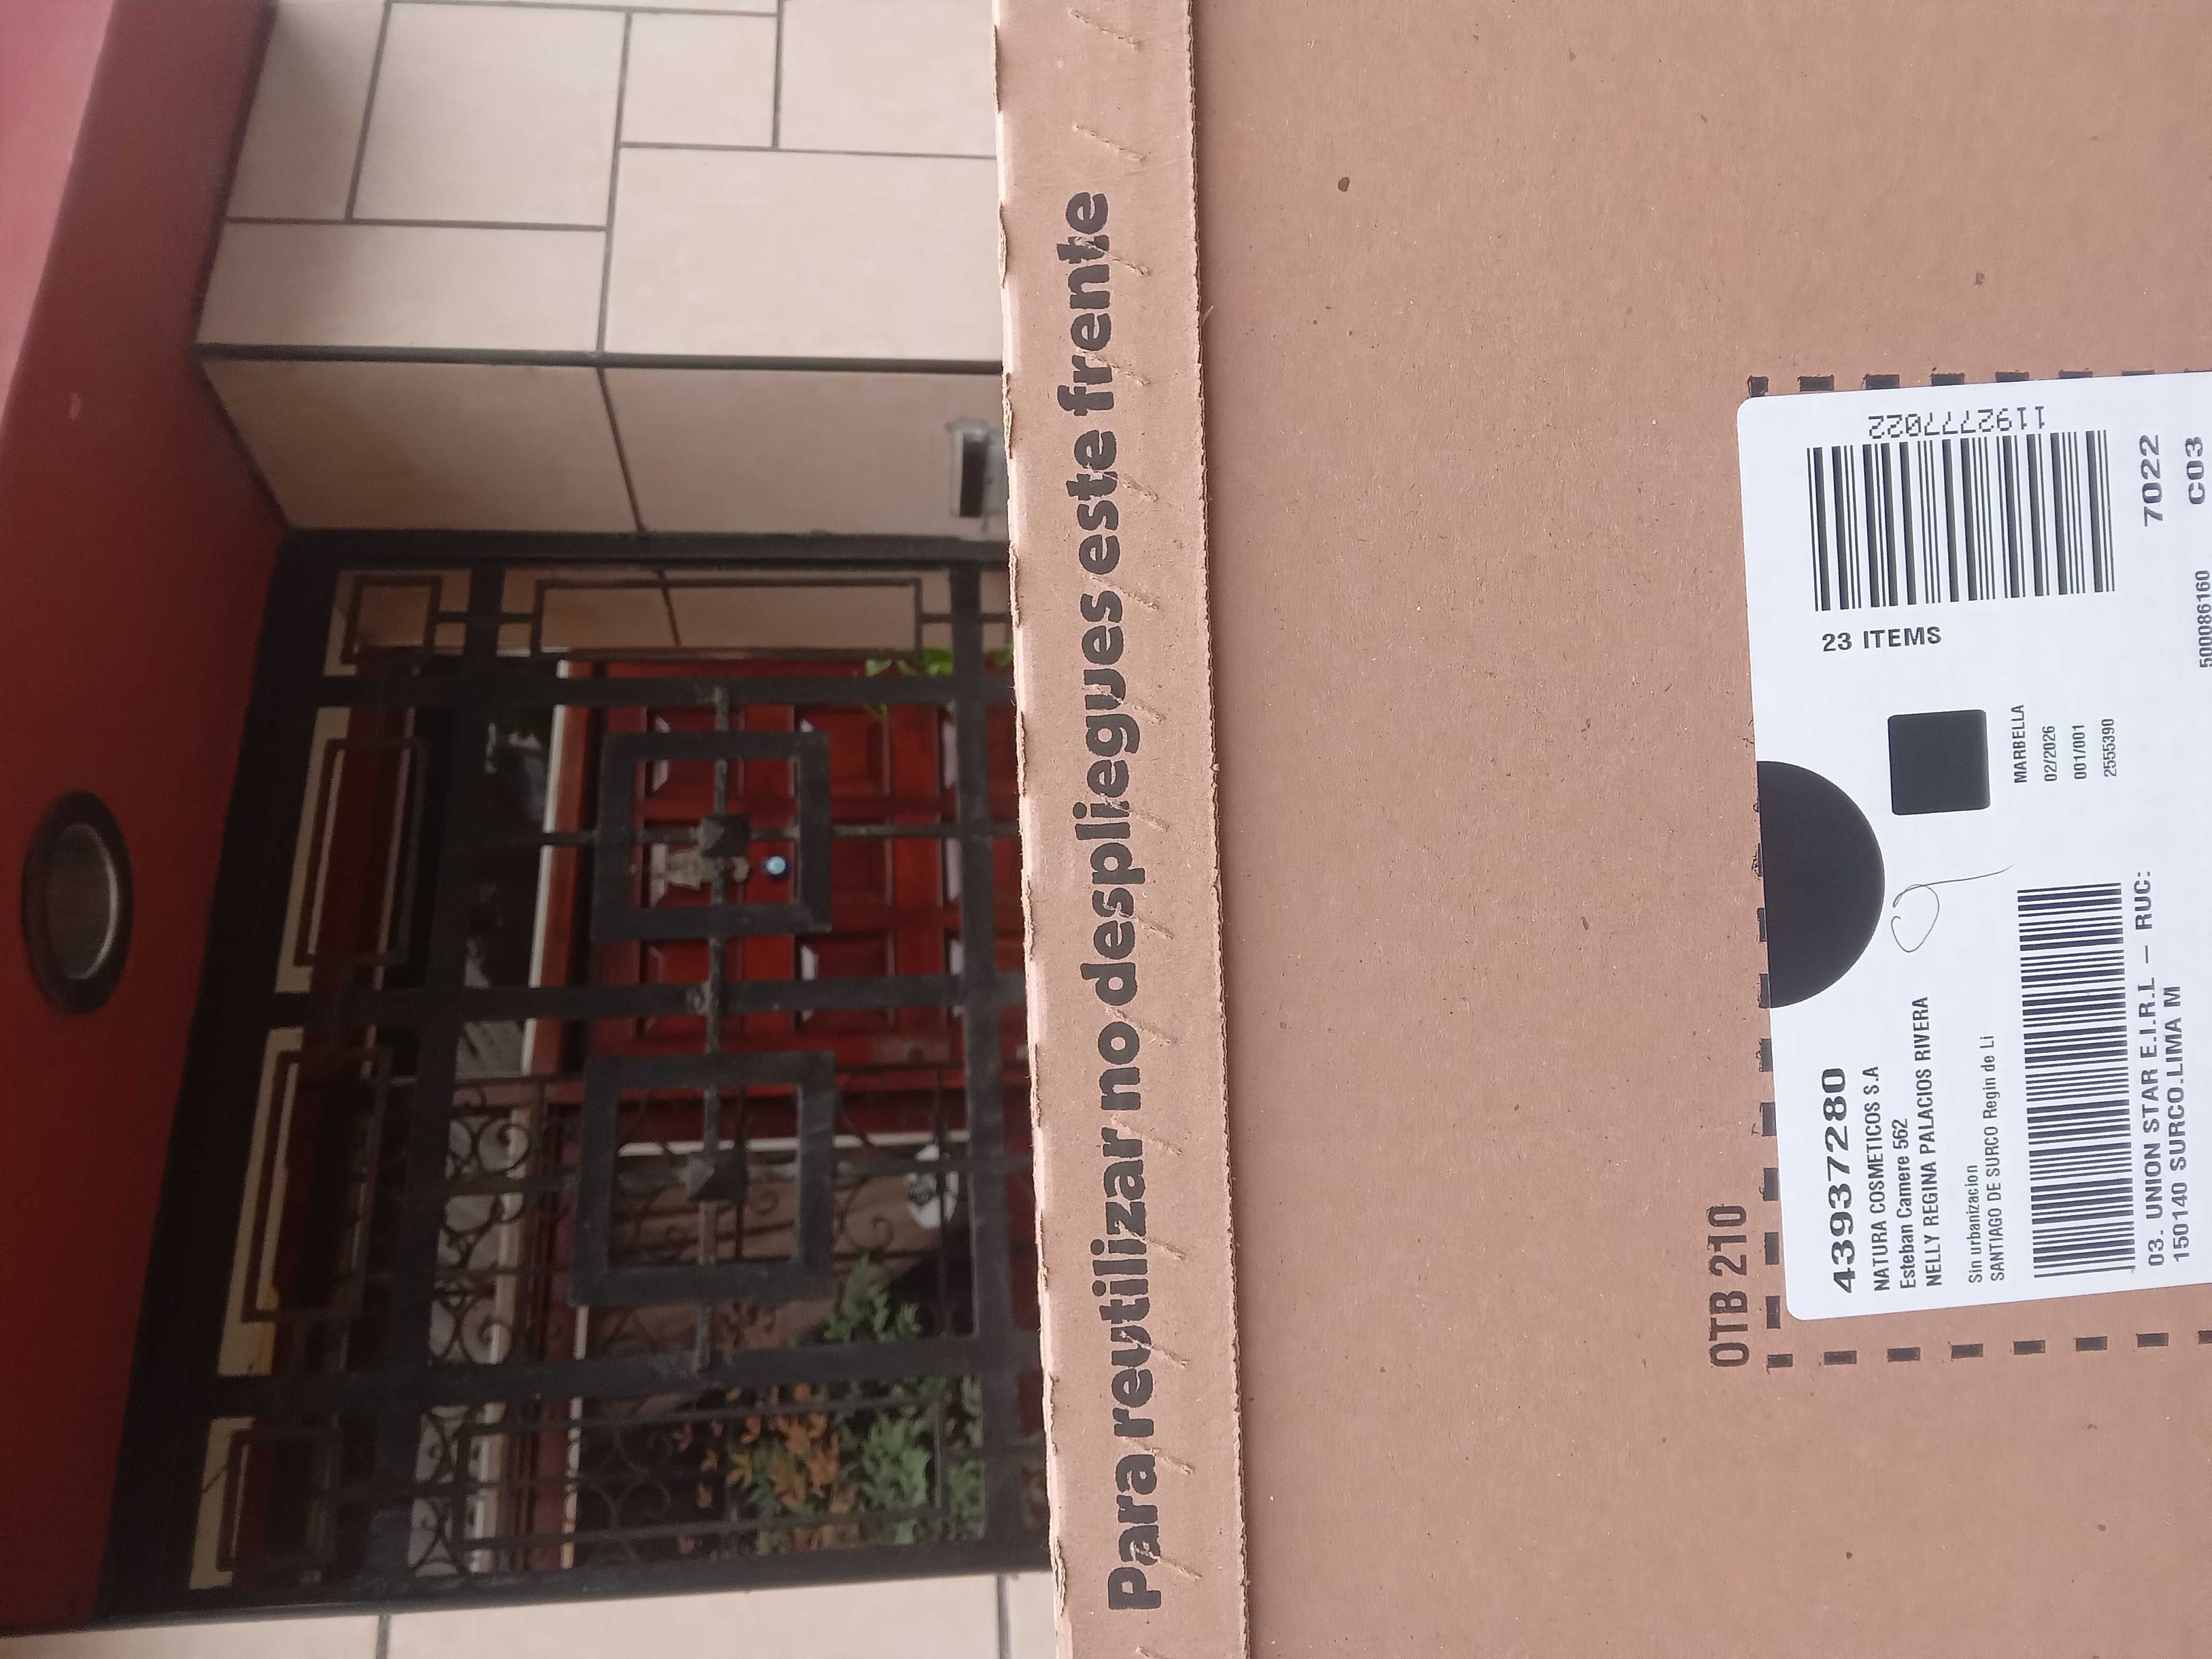 Para reutilizar no despliegues este frente
OTB 210
43937280
NATURA COSMETICOS S.A
Esteban Camere 562
NELLY REGINA PALACIOS RIVERA
Sin urbanizacion
SANTIAGO DE SURCO Regin de Li
03. UNION STAR E.I.R.L – RUC:
150140 SURCO.LIMA M
MARBELLA
02/2026
001/001
2555390
23 ITEMS
1192777022
7022
C03
500086160